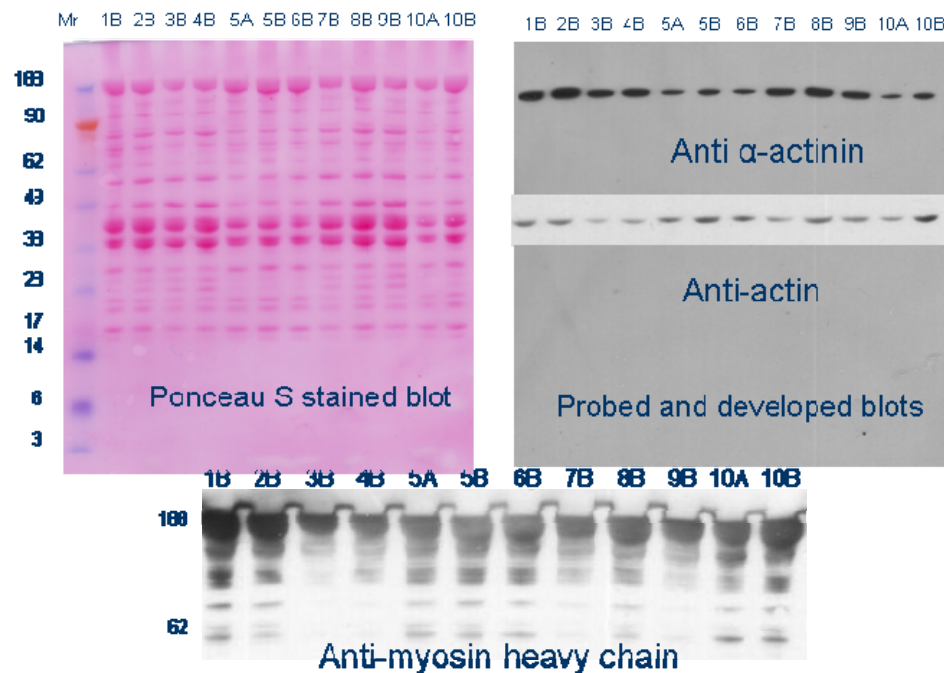 Mr 1B 2B 3B 4B 5A 5B 6B 7B 8B 9B 10A 10B
188
90
62
49
38
28
17
14
6
3
Ponceau S stained blot
1B 2B 3B 4B 5A 5B 6B 7B 8B 9B 10A 10B
Anti α-actinin
Anti-actin
Probed and developed blots
1B 2B 3B 4B 5A 5B 6B 7B 8B 9B 10A 10B
188
62
Anti-myosin heavy chain